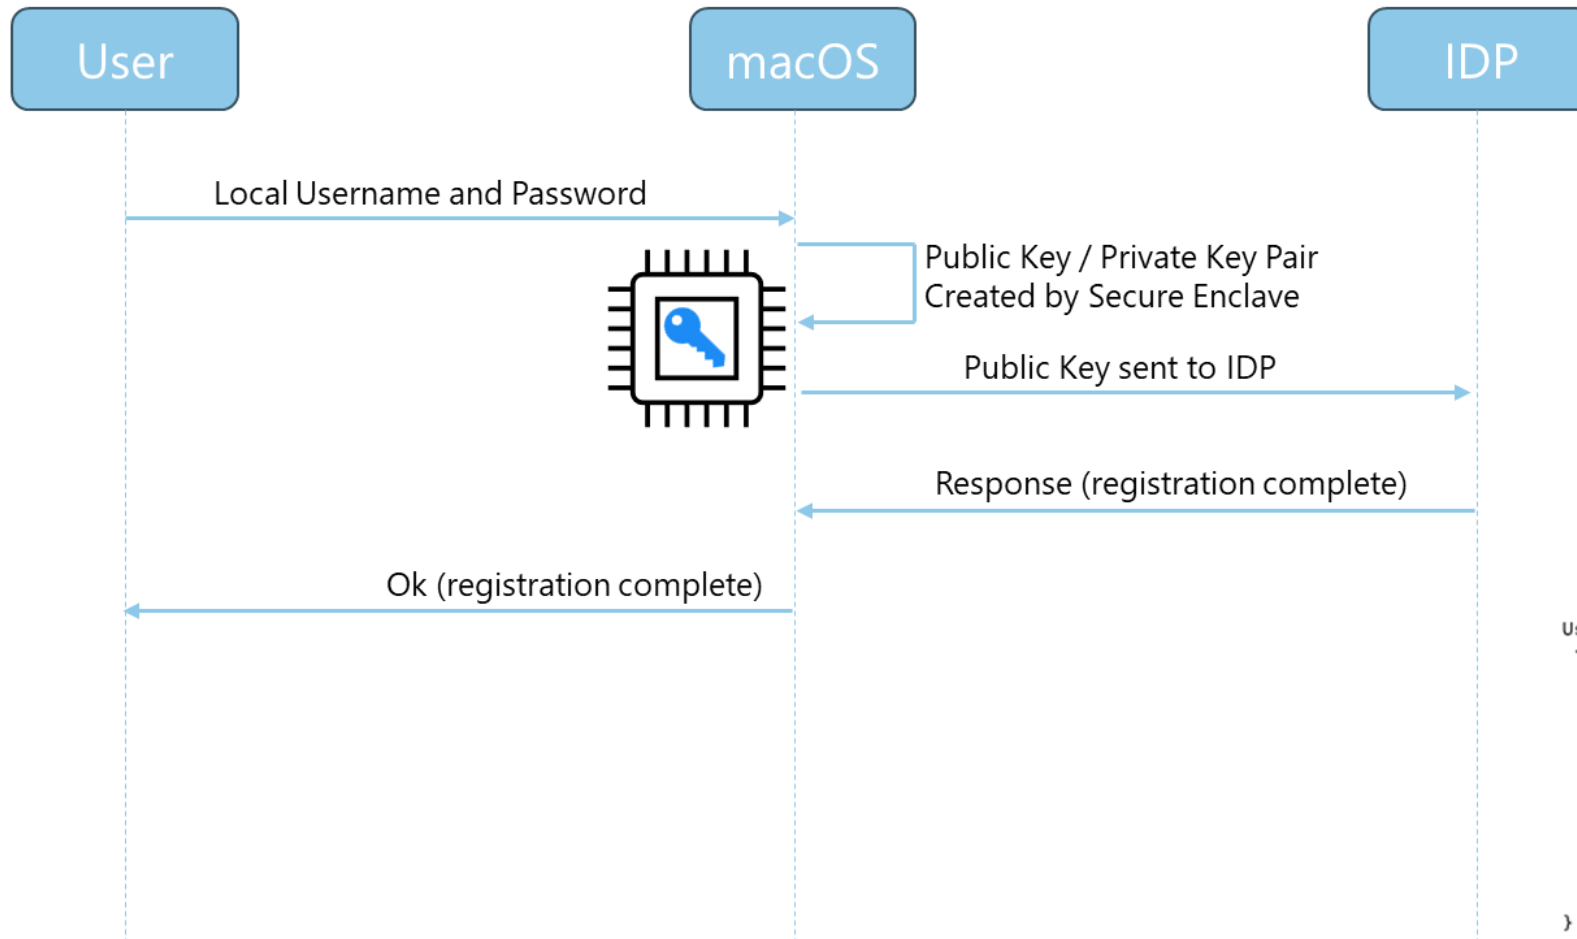 User
macOS
IDP
Local Username and Password
Public Key / Private Key Pair
Created by Secure Enclave
Public Key sent to IDP
Response (registration complete)
Ok (registration complete)
}